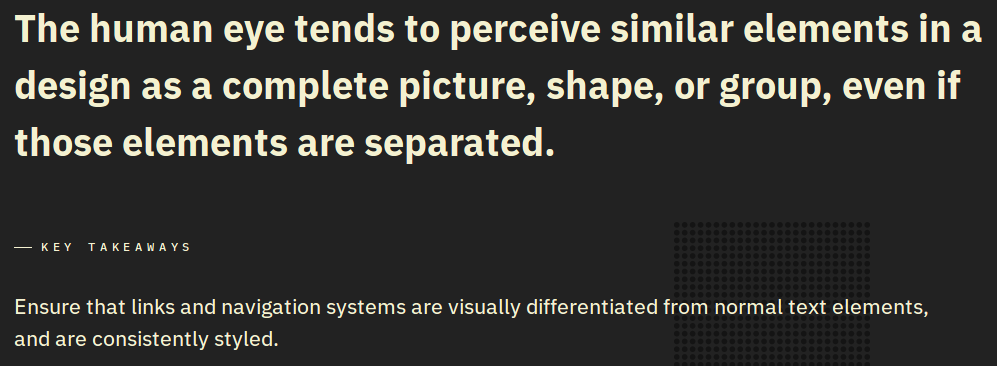 The human eye tends to perceive similar elements in a
design as a complete picture, shape, or group, even if
those elements are separated.
KEY TAKEAWAYS
Ensure that links and navigation systems are visually differentiated from normal text elements,
and are consistently styled.